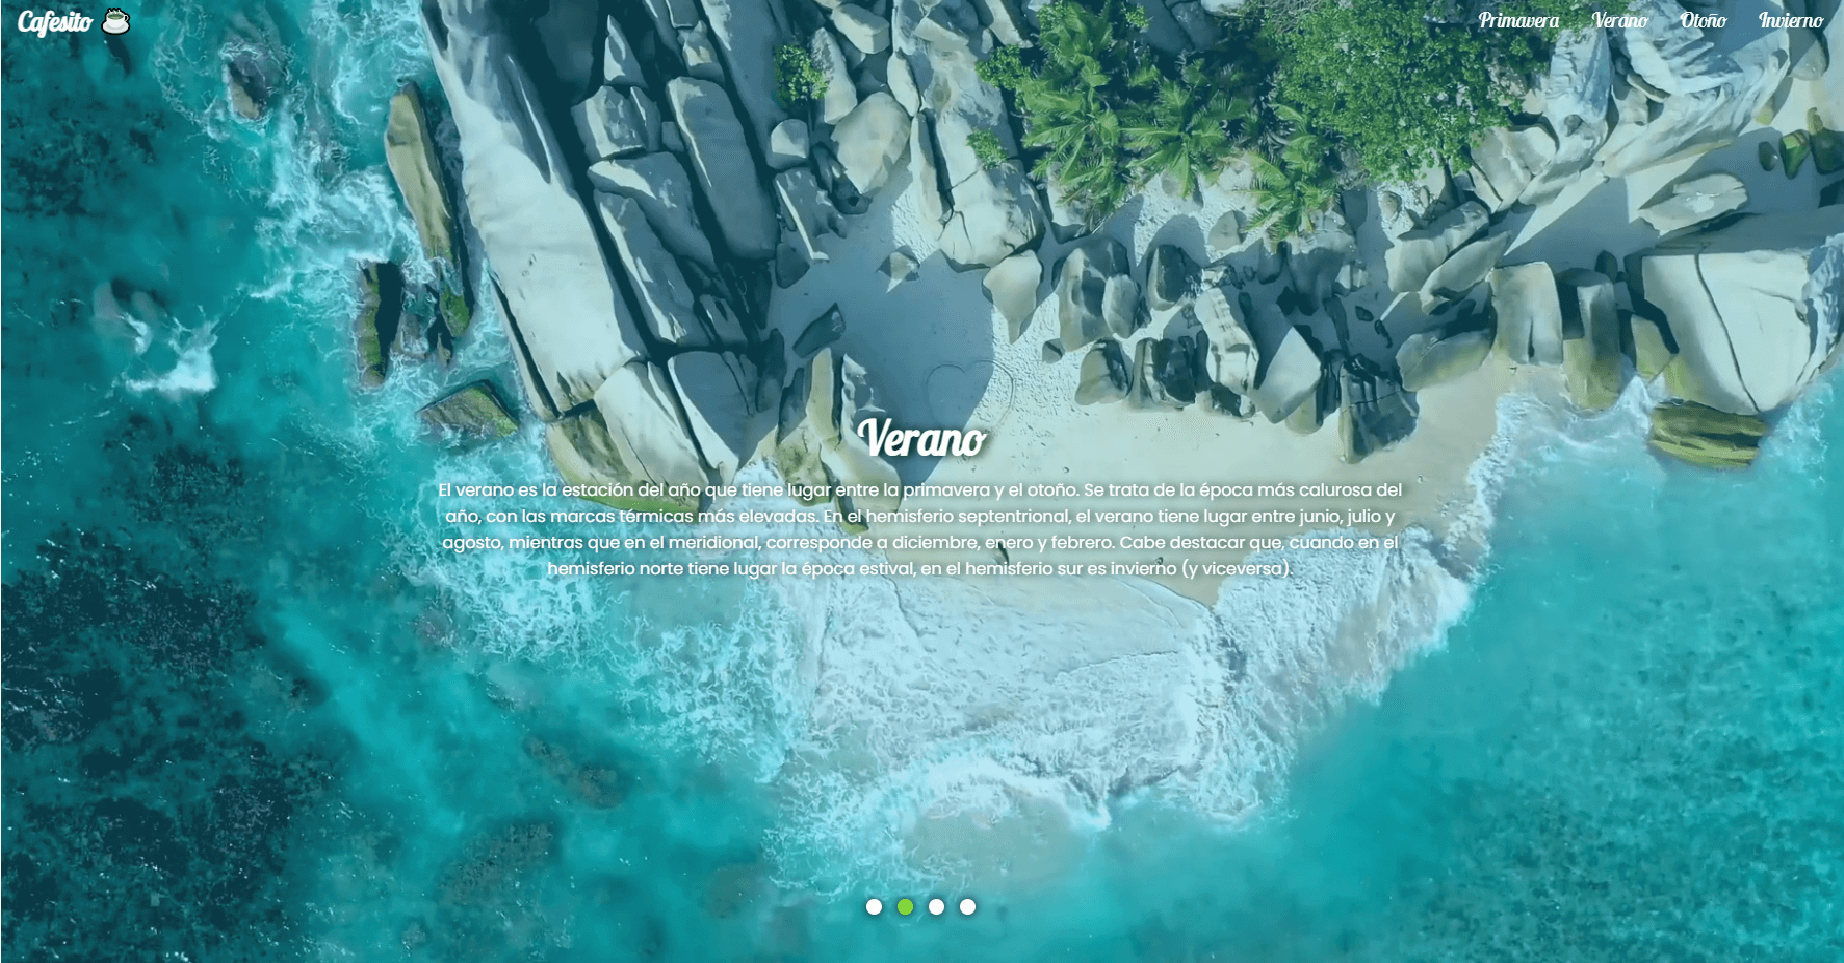 Cafesito
Primavera Verano Otoño Invierno
Verano
El verano es la estación del año que tiene lugar entre la primavera y el otoño. Se trata de la época más calurosa del
año, con las marcas térmicas más elevadas. En el hemisferio septentrional, el verano tiene lugar entre junio, julio y
agosto, mientras que en el meridional, corresponde a diciembre, enero y febrero. Cabe destacar que, cuando en el
hemisferio norte tiene lugar la época estival, en el hemisferio sur es invierno (y viceversa).